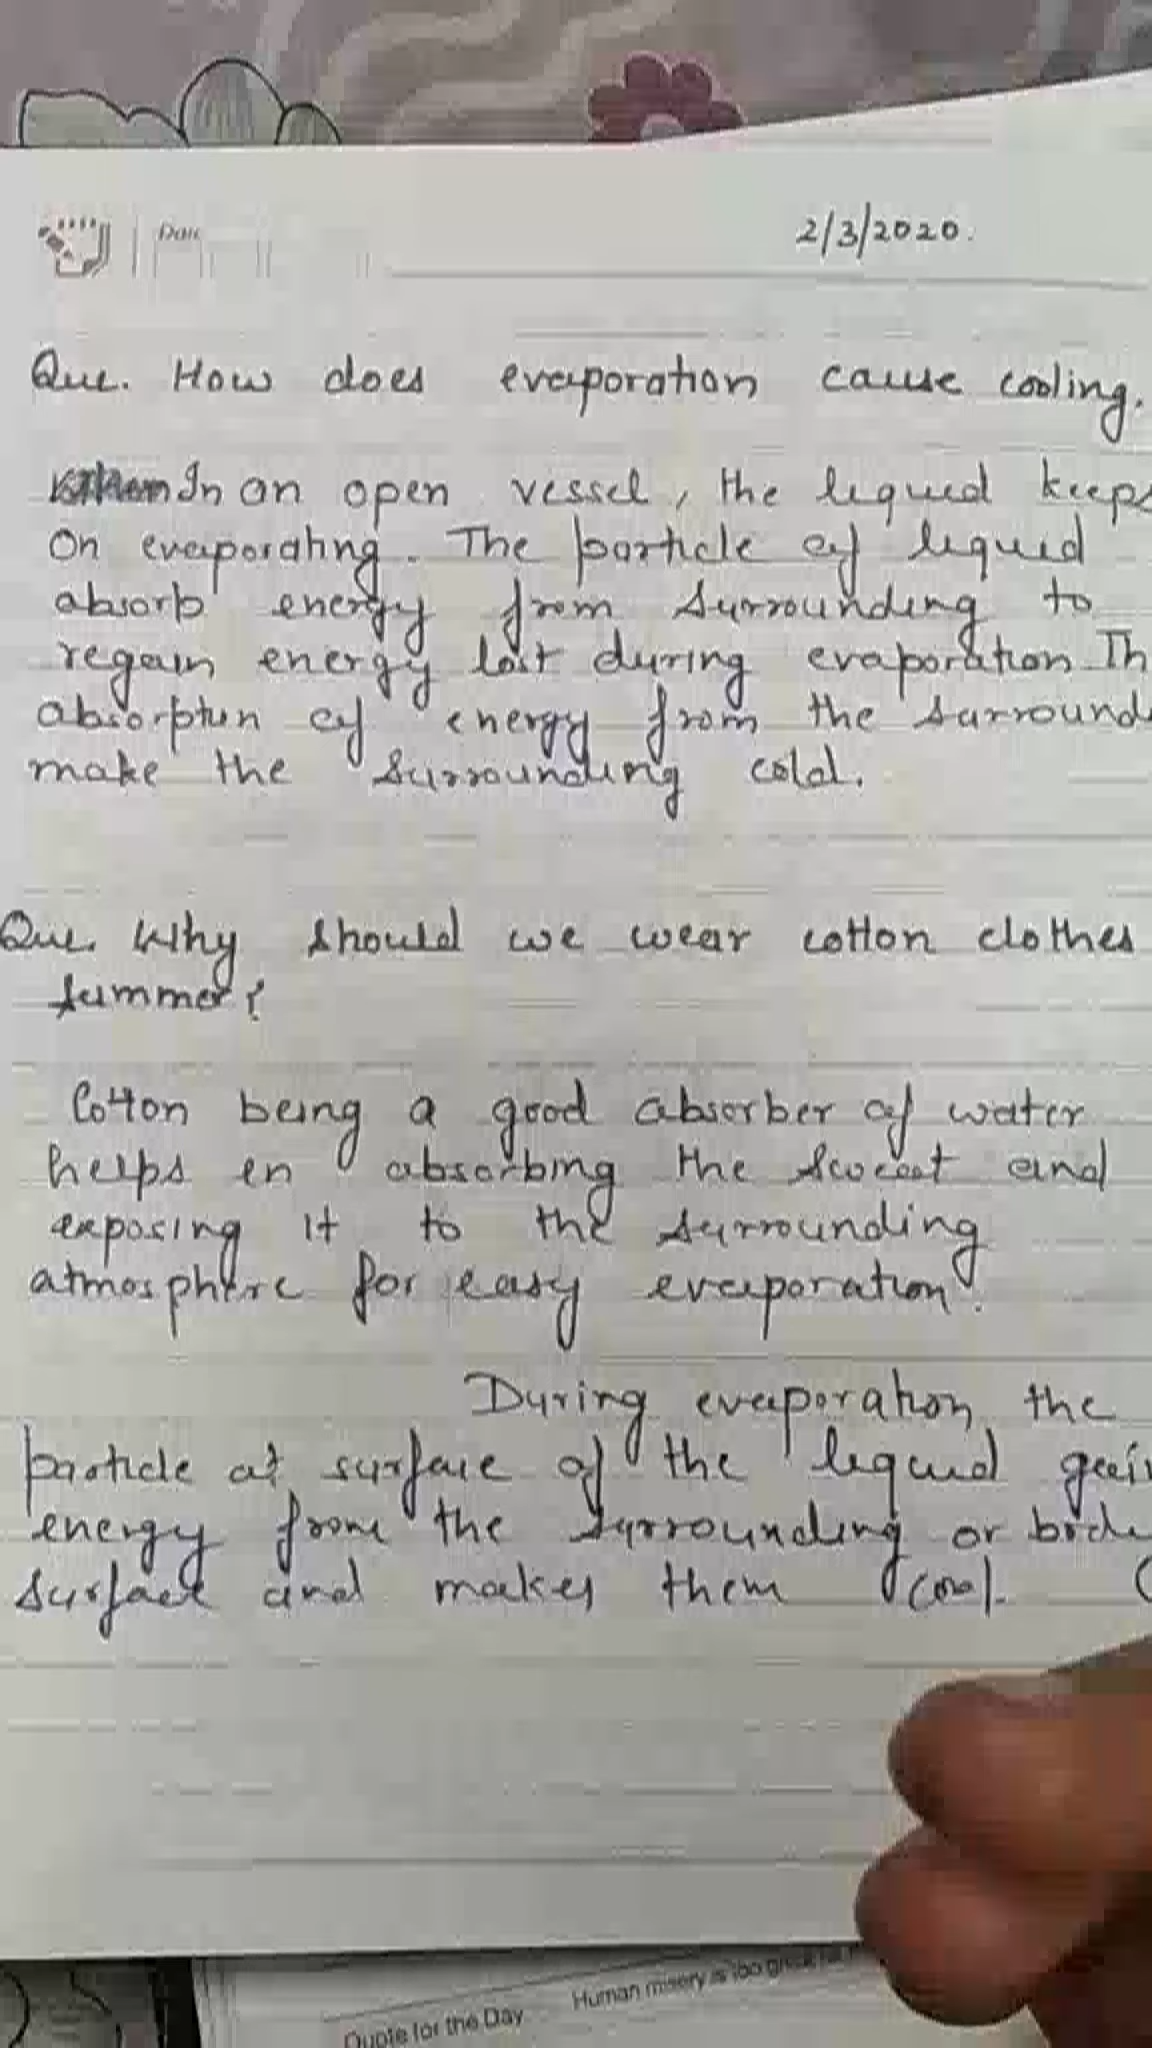 Date
2/3/2020.
Que. How does evaporation cause cooling.
In an open vessel, the liquid keeps
on evaporating. The particle of liquid
absorb energy from surrounding to
regain energy lost during evaporation Th
absorptin of energy from the surround
make the surrounding cold.
Que. Why should we wear cotton clothes
summer?
Cotton being a good absorber of water
helps in absorbing the sweat and
exposing it to the surrounding
atmosphere for easy evaporation.
During evaporation the
particle at surface of the liquid gain
energy from the surrounding or body
surface and makes them cool. (
Quote for the Day
Human misery is too